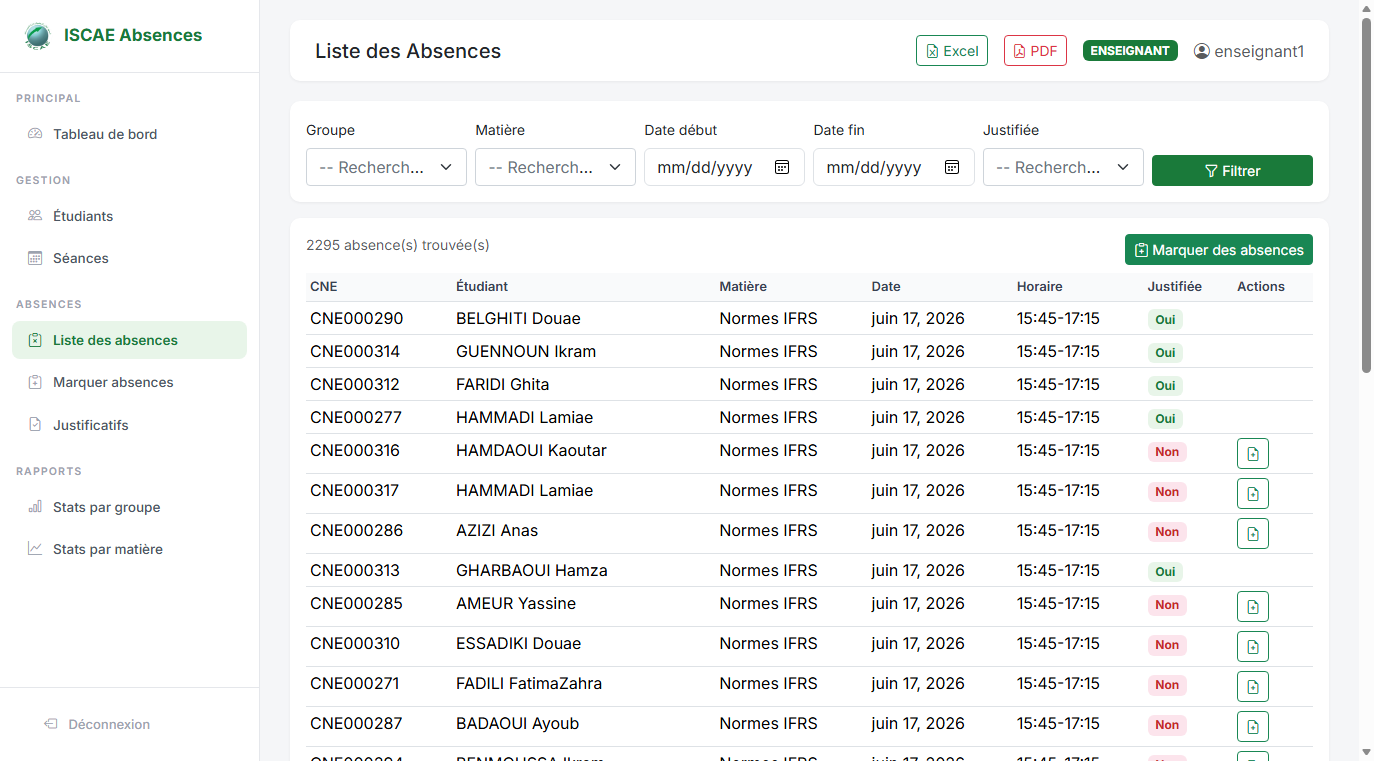 ISCAE Absences
PRINCIPAL
Tableau de bord
GESTION
Étudiants
Séances
ABSENCES
Liste des absences
Marquer absences
Justificatifs
RAPPORTS
Stats par groupe
Stats par matière
Déconnexion
Liste des Absences Excel PDF ENSEIGNANT enseignant1
Groupe Matière Date début Date fin Justifiée
-- Recherch... -- Recherch... mm/dd/yyyy mm/dd/yyyy -- Recherch... Filtrer
2295 absence(s) trouvée(s) Marquer des absences
CNE Étudiant Matière Date Horaire Justifiée Actions
CNE000290 BELGHITI Douae Normes IFRS juin 17, 2026 15:45-17:15 Oui
CNE000314 GUENNOUN Ikram Normes IFRS juin 17, 2026 15:45-17:15 Oui
CNE000312 FARIDI Ghita Normes IFRS juin 17, 2026 15:45-17:15 Oui
CNE000277 HAMMADI Lamiae Normes IFRS juin 17, 2026 15:45-17:15 Oui
CNE000316 HAMDAOUI Kaoutar Normes IFRS juin 17, 2026 15:45-17:15 Non
CNE000317 HAMMADI Lamiae Normes IFRS juin 17, 2026 15:45-17:15 Non
CNE000286 AZIZI Anas Normes IFRS juin 17, 2026 15:45-17:15 Non
CNE000313 GHARBAOUI Hamza Normes IFRS juin 17, 2026 15:45-17:15 Oui
CNE000285 AMEUR Yassine Normes IFRS juin 17, 2026 15:45-17:15 Non
CNE000310 ESSADIKI Douae Normes IFRS juin 17, 2026 15:45-17:15 Non
CNE000271 FADILI FatimaZahra Normes IFRS juin 17, 2026 15:45-17:15 Non
CNE000287 BADAOUI Ayoub Normes IFRS juin 17, 2026 15:45-17:15 Non